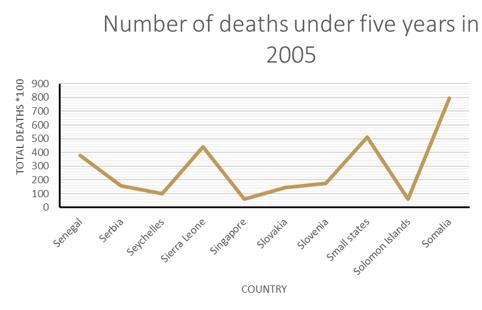 Number of deaths under five years in
2005
TOTAL DEATHS *100
900
800
700
600
500
400
300
200
100
0
Senegal
Serbia
Seychelles
Sierra Leone
Singapore
Slovakia
Slovenia
Small states
Solomon Islands
Somalia
COUNTRY